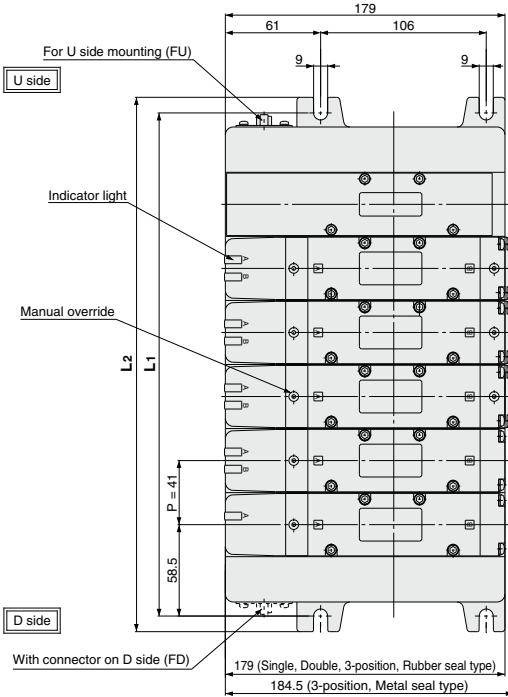 179
61
106
For U side mounting (FU)
9
9
U side
Indicator light
A
B
A
B
Manual override
A
B
A
B
L2
L1
A
B
A
B
A
B
P = 41
A
B
A
B
A
A
B
58.5
D side
With connector on D side (FD)
179 (Single, Double, 3-position, Rubber seal type)
184.5 (3-position, Metal seal type)